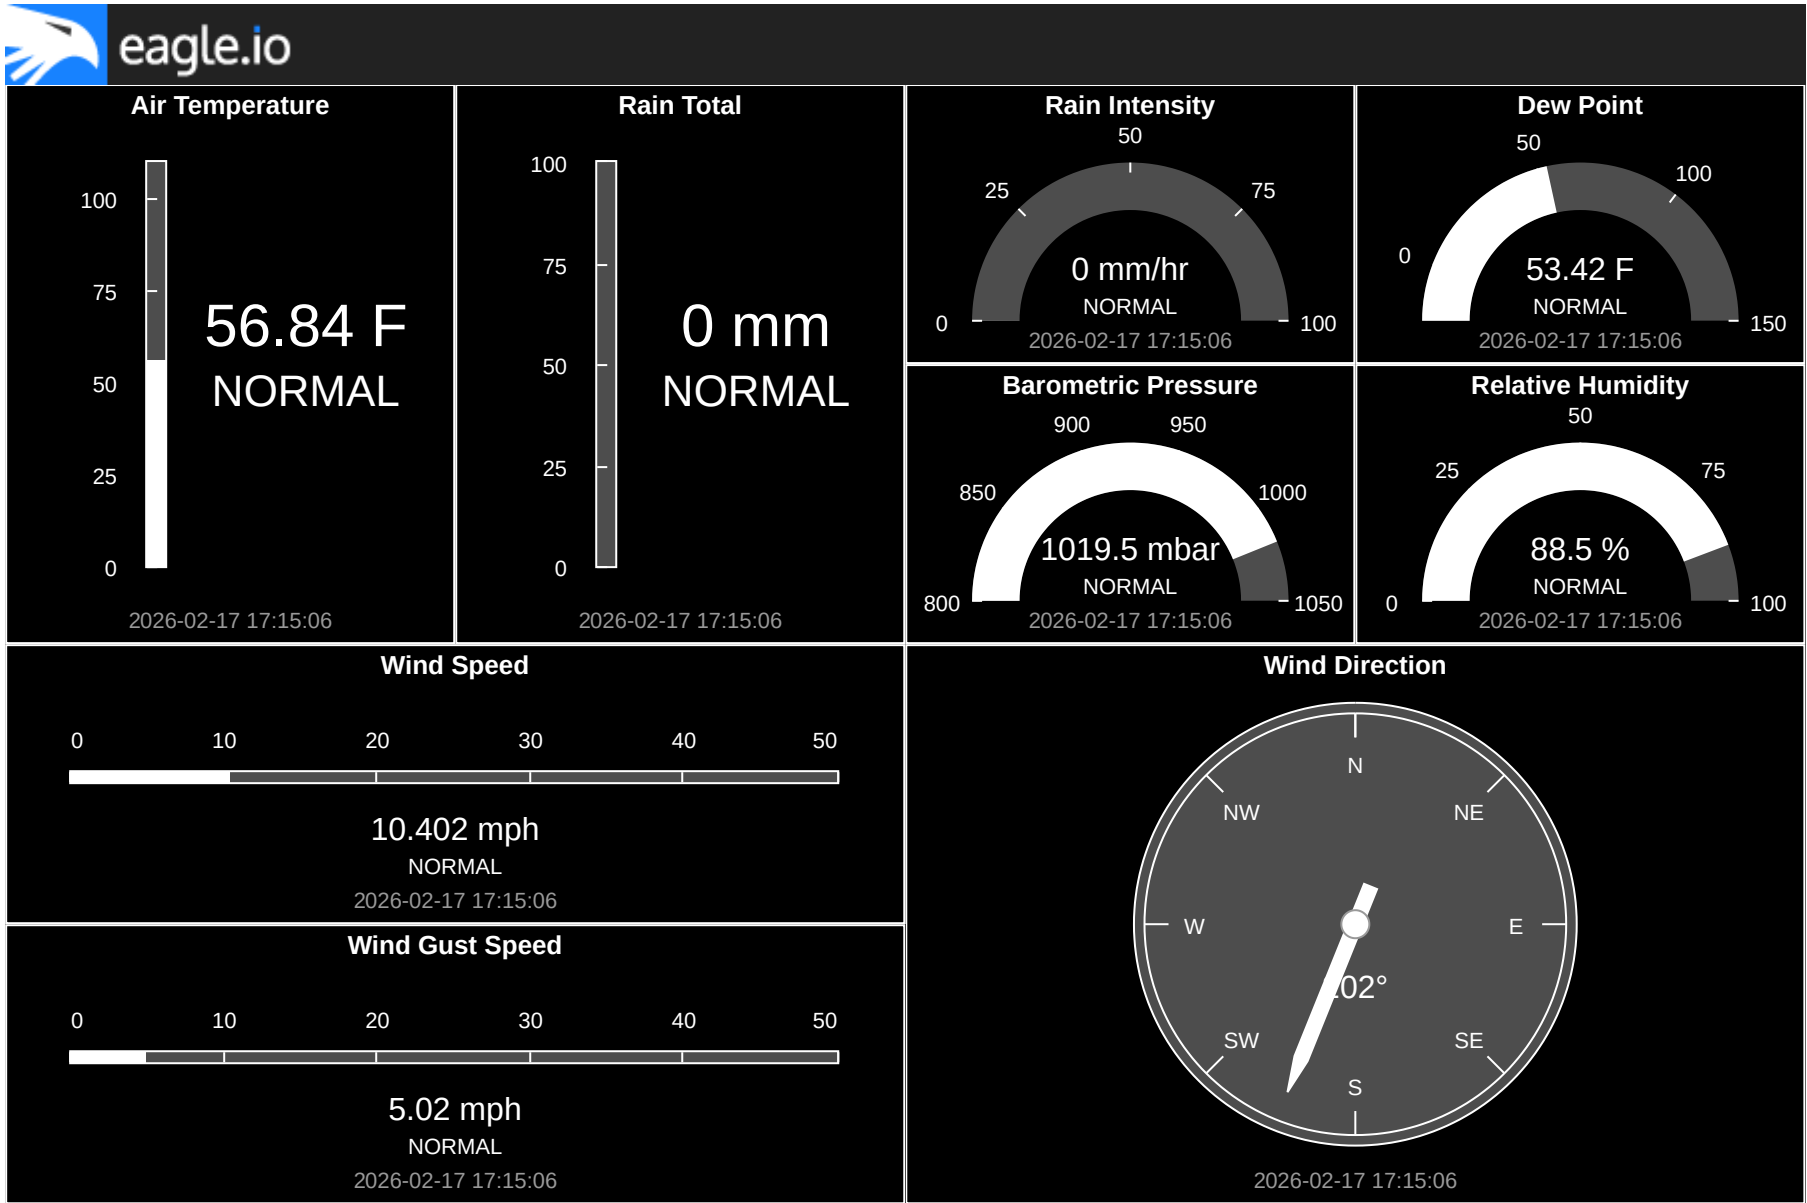 eagle.io
Air Temperature
100
75
50
25
0
56.84 F
NORMAL
2026-02-17 17:15:06
Rain Total
100
75
50
25
0
0 mm
NORMAL
2026-02-17 17:15:06
Rain Intensity
0
25
50
75
100
0 mm/hr
NORMAL
2026-02-17 17:15:06
Dew Point
0
50
100
150
53.42 F
NORMAL
2026-02-17 17:15:06
Barometric Pressure
800
850
900
950
1000
1050
1019.5 mbar
NORMAL
2026-02-17 17:15:06
Relative Humidity
0
25
50
75
100
88.5 %
NORMAL
2026-02-17 17:15:06
Wind Speed
0 10 20 30 40 50
10.402 mph
NORMAL
2026-02-17 17:15:06
Wind Gust Speed
0 10 20 30 40 50
5.02 mph
NORMAL
2026-02-17 17:15:06
Wind Direction
N
NW NE
W E
SW SE
S
2026-02-17 17:15:06